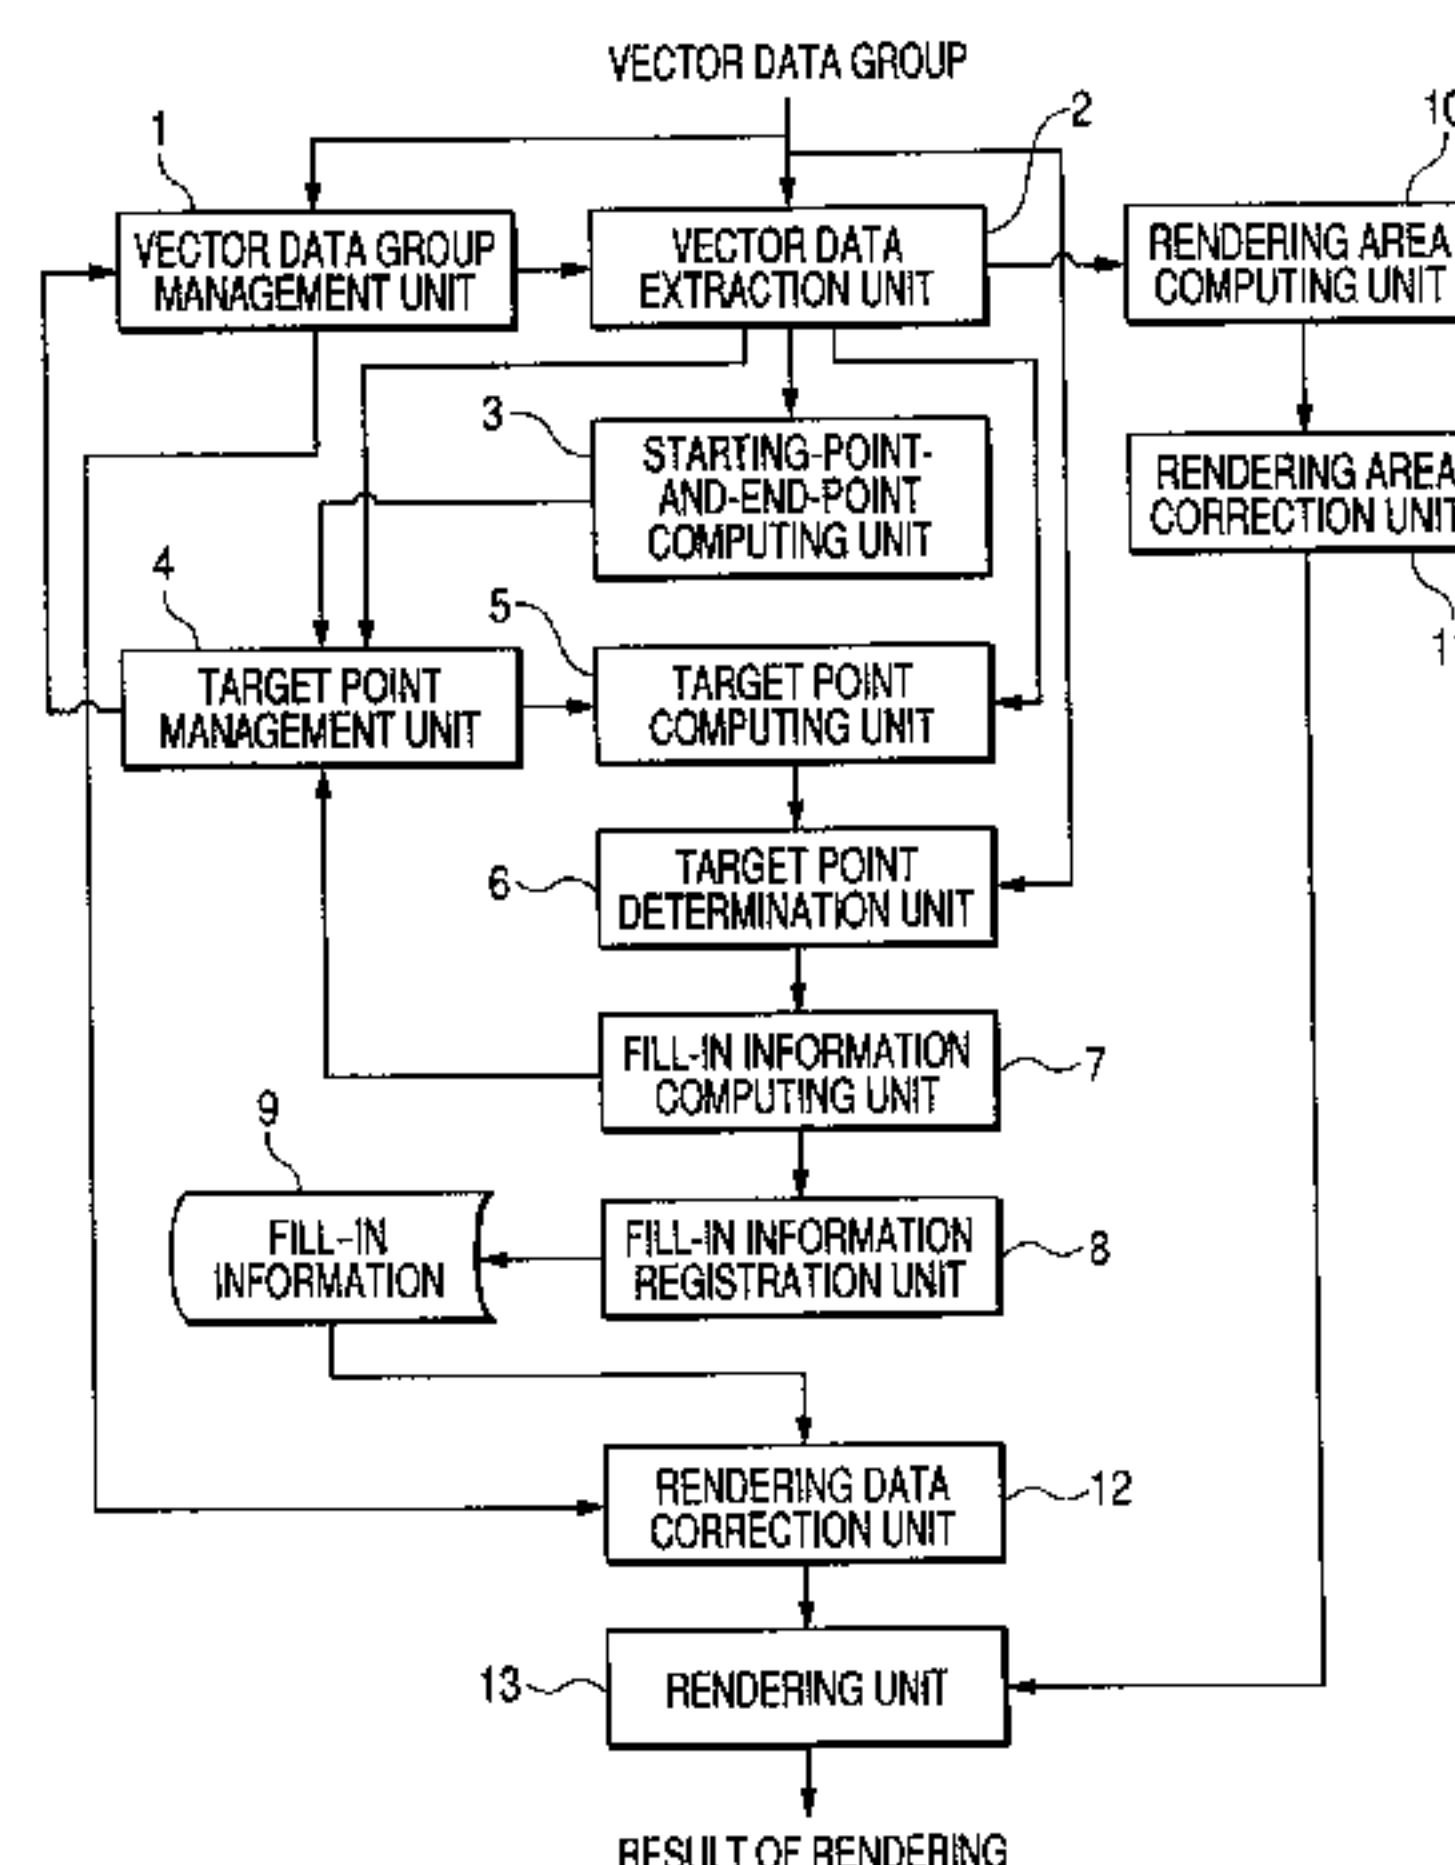 VECTOR DATA GROUP
1
2
10
VECTOR DATA GROUP
MANAGEMENT UNIT
VECTOR DATA
EXTRACTION UNIT
RENDERING AREA
COMPUTING UNIT
3
STARTING-POINT-
AND-END-POINT
COMPUTING UNIT
RENDERING AREA
CORRECTION UNIT
4
5
TARGET POINT
MANAGEMENT UNIT
TARGET POINT
COMPUTING UNIT
6
TARGET POINT
DETERMINATION UNIT
FILL-IN INFORMATION
COMPUTING UNIT
7
9
FILL-IN
INFORMATION
FILL-IN INFORMATION
REGISTRATION UNIT
8
RENDERING DATA
CORRECTION UNIT
12
13
RENDERING UNIT
RESULT OF RENDERING